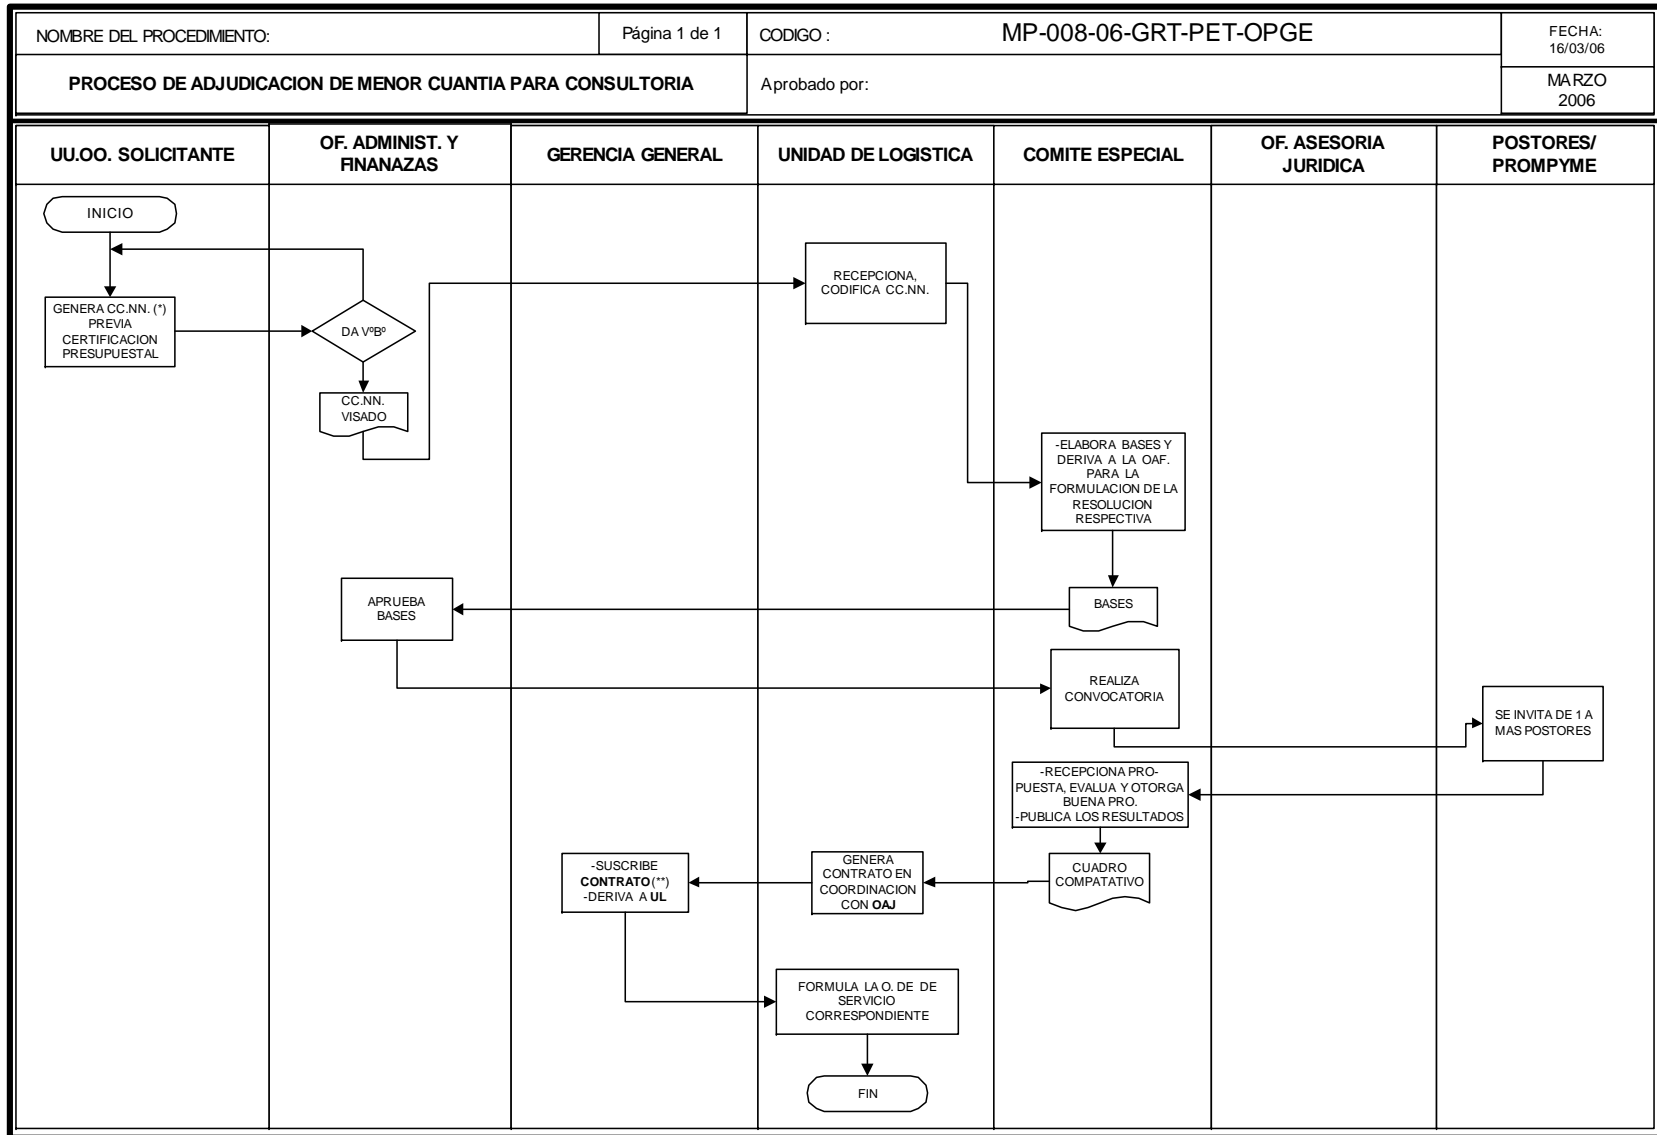 NOMBRE DEL PROCEDIMIENTO:
Página 1 de 1
CODIGO :
MP-008-06-GRT-PET-OPGE
FECHA:
16/03/06
PROCESO DE ADJUDICACION DE MENOR CUANTIA PARA CONSULTORIA
Aprobado por:
MARZO
2006
UU.OO. SOLICITANTE
OF. ADMINIST. Y
FINANAZAS
GERENCIA GENERAL
UNIDAD DE LOGISTICA
COMITE ESPECIAL
OF. ASESORIA
JURIDICA
POSTORES/
PROMPYME
INICIO
GENERA CC.NN. (*)
PREVIA
CERTIFICACION
PRESUPUESTAL
DA VºBº
CC.NN.
VISADO
RECEPCIONA,
CODIFICA CC.NN.
-ELABORA BASES Y
DERIVA A LA OAF.
PARA LA
FORMULACION DE LA
RESOLUCION
RESPECTIVA
BASES
APRUEBA
BASES
REALIZA
CONVOCATORIA
SE INVITA DE 1 A
MAS POSTORES
-RECEPCIONA PRO-
PUESTA, EVALUA Y OTORGA
BUENA PRO.
-PUBLICA LOS RESULTADOS
CUADRO
COMPATATIVO
GENERA
CONTRATO EN
COORDINACION
CON OAJ
-SUSCRIBE
CONTRATO (**)
-DERIVA A UL
FORMULA LA O. DE DE
SERVICIO
CORRESPONDIENTE
FIN